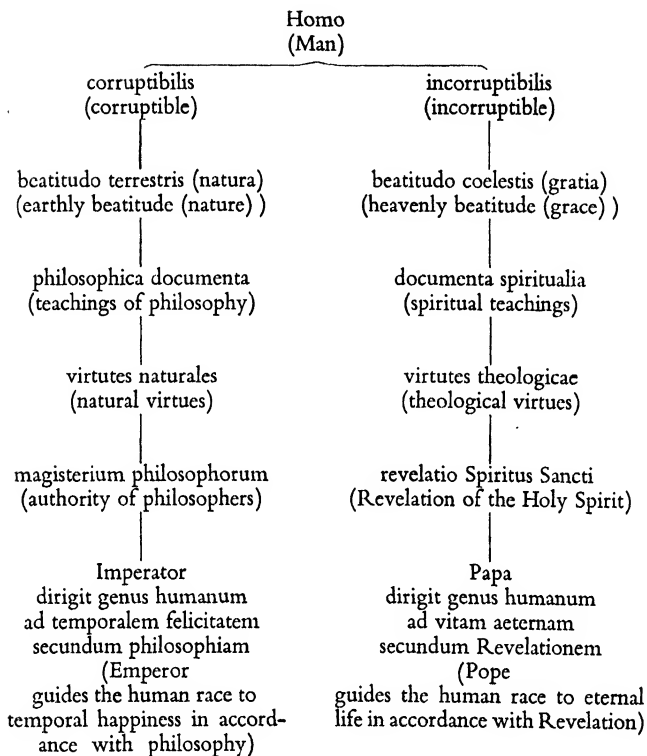 Homo
(Man)
corruptibilis
(corruptible)
beatitudo terrestris (natura)
(earthly beatitude (nature) )
philosophica documenta
(teachings of philosophy)
virtutes naturales
(natural virtues)
magisterium philosophorum
(authority of philosophers)
Imperator
dirigit genus humanum
ad temporalem felicitatem
secundum philosophiam
(Emperor
guides the human race to
temporal happiness in accord-
ance with philosophy)
incorruptibilis
(incorruptible)
beatitudo coelestis (gratia)
(heavenly beatitude (grace) )
documenta spiritualia
(spiritual teachings)
virtutes theologicae
(theological virtues)
revelatio Spiritus Sancti
(Revelation of the Holy Spirit)
Papa
dirigit genus humanum
ad vitam aeternam
secundum Revelationem
(Pope
guides the human race to eternal
life in accordance with Revelation)